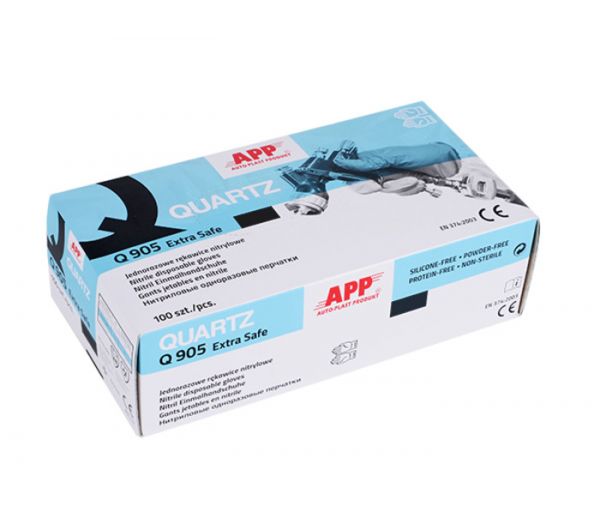 APP
AUTO-PLAST PRODUKT
Q
QUARTZ
Q 905 Extra Safe
Jednorazowe rękawice nitrylowe
Nitrile disposable gloves
Nitril Einmalhandschuhe
Gants jetables en nitrile
Нитриловые одноразовые перчатки
100 szt./pcs.
EN 374:2003
CE
QUARTZ
Q 905 Extra Safe
Jednorazowe rękawice nitrylowe
Nitrile disposable gloves
Nitril Einmalhandschuhe
Gants jetables en nitrile
Нитриловые одноразовые перчатки
APP
AUTO-PLAST PRODUKT
SILICONE-FREE • POWDER-FREE
PROTEIN-FREE • NON-STERILE
EN 374:2003
CE
QUARTZ
Q 905